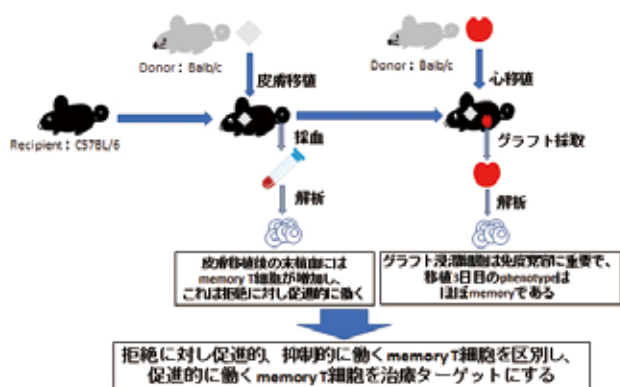 Donor：Balb/c
Donor：Balb/c
皮膚移植
心移植
Recipient：C57BL/6
採血
グラフト採取
解析
解析
皮膚移植後の末梢血には
memory T細胞が増加し、
これは拒絶に対し促進的に働く
グラフト浸潤細胞は免疫寛容に重要で、
移植5日目のphenotypeは
ほぼmemoryである
拒絶に対し促進的、抑制的に働くmemory T細胞を区別し、
促進的に働くmemory T細胞を治療ターゲットにする